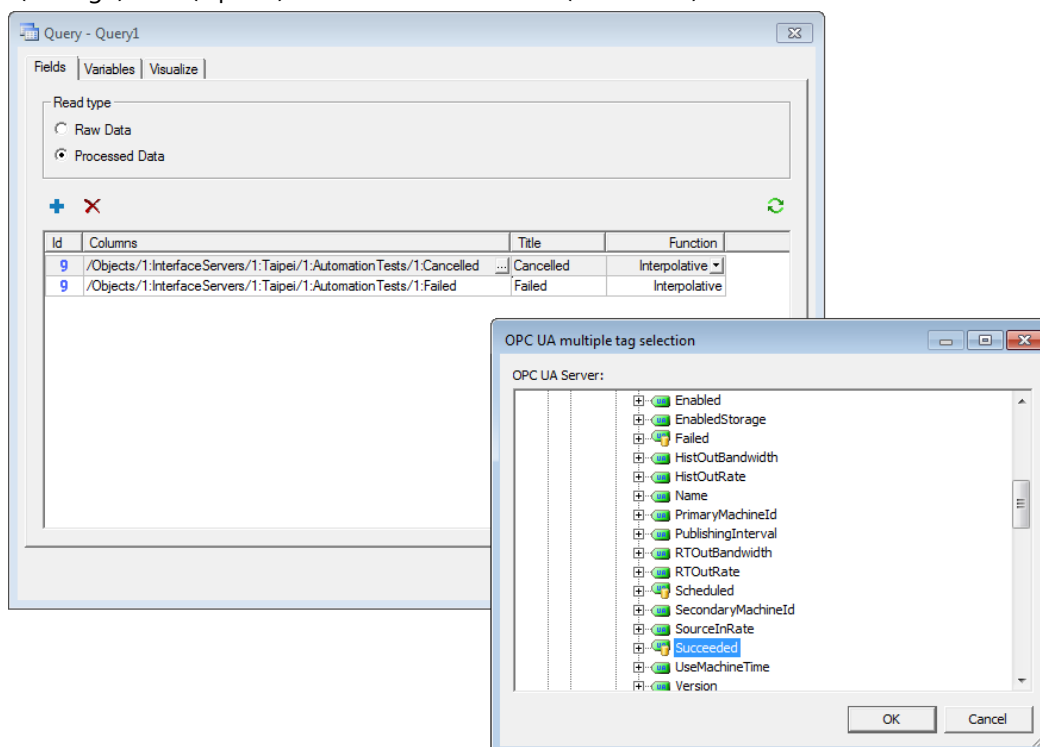 Query - Query1
Fields Variables Visualize
Read type
Raw Data
Processed Data
Id Columns Title Function
9 /Objects/1:InterfaceServers/1:Taipei/1:AutomationTests/1:Cancelled ... Cancelled Interpolative
9 /Objects/1:InterfaceServers/1:Taipei/1:AutomationTests/1:Failed Failed Interpolative
OPC UA multiple tag selection
OPC UA Server:
Enabled
EnabledStorage
Failed
HistOutBandwidth
HistOutRate
Name
PrimaryMachineId
PublishingInterval
RTOutBandwidth
RTOutRate
Scheduled
SecondaryMachineId
SourceInRate
Succeeded
UseMachineTime
Version
OK Cancel